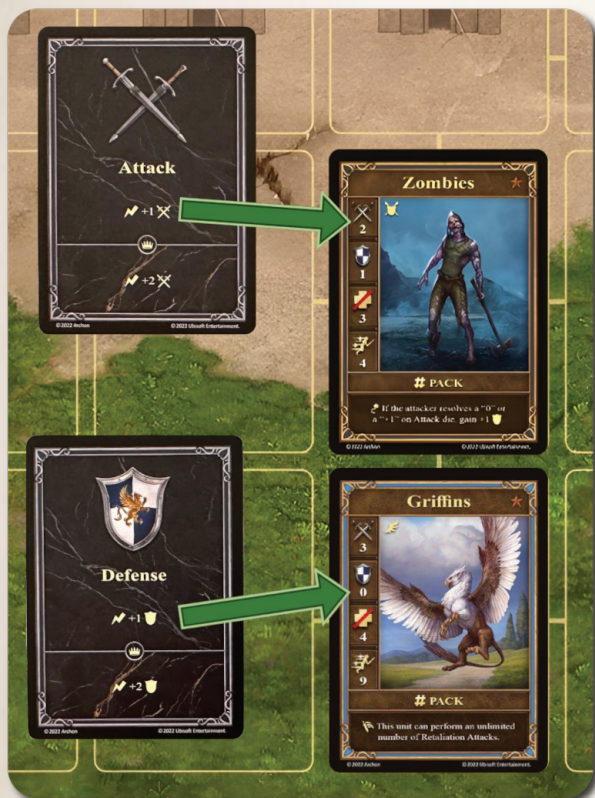 Attack
+1
+2
© 2022 Archon © 2022 Ubisoft Entertainment.
Zombies
2
1
3
4
# PACK
If the attacker resolves a "0" or
a "+1" on Attack die, gain +1
© 2022 Archon © 2022 Ubisoft Entertainment.
Defense
+1
+2
© 2022 Archon © 2022 Ubisoft Entertainment.
Griffins
3
0
4
9
# PACK
This unit can perform an unlimited
number of Retaliation Attacks.
© 2022 Archon © 2022 Ubisoft Entertainment.